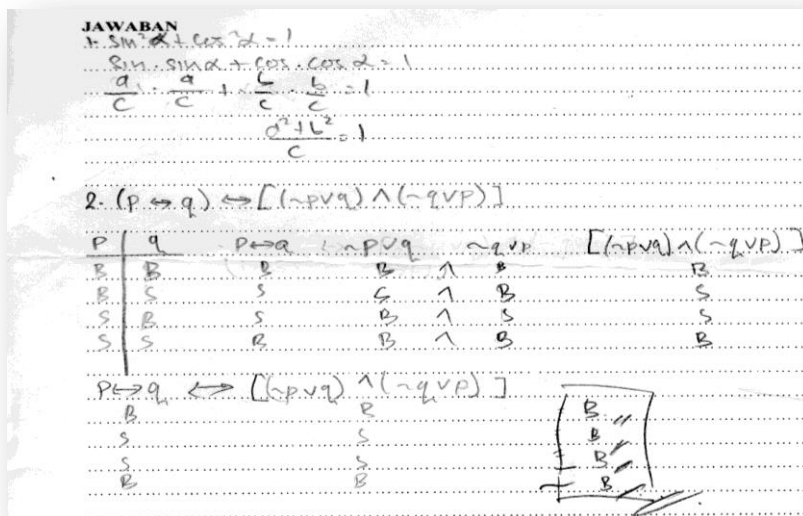 JAWABAN
1. sin²α + cos²α = 1
sin · sin α + cos · cos α = 1
a/c · a/c + b/c · b/c = 1
a² + b²/c = 1
2. (p ↔ q) ↔ [(~p∨q) ∧ (~q∨p)]
P q P↔q ~p∨q ~q∨p [(~p∨q) ∧ (~q∨p)]
B B B B ∧ B B
B S S S ∧ B S
S B S B ∧ S S
S S B B ∧ B B
P↔q ↔ [(~p∨q) ∧ (~q∨p)]
B B B
S S B
S S B
B B B